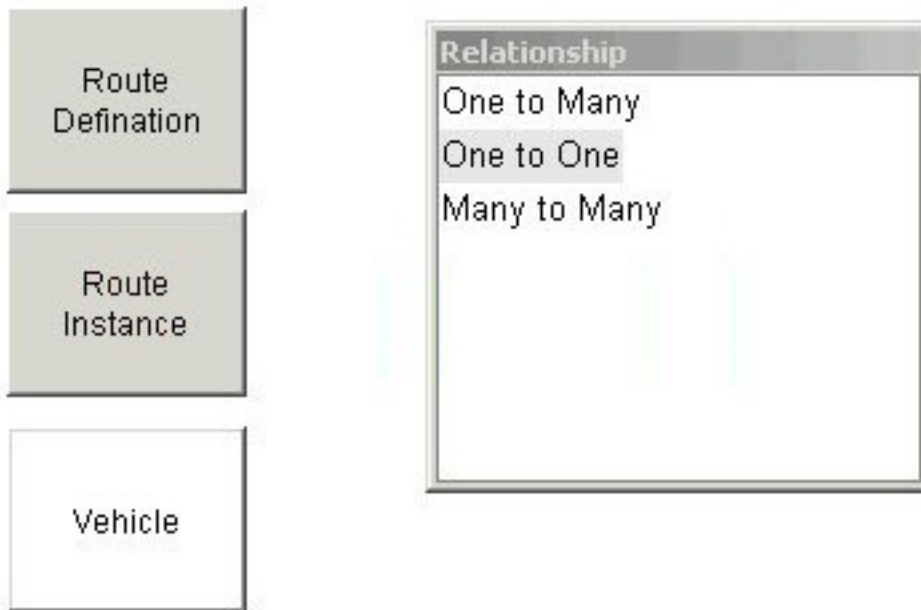 Route
Defination
Route
Instance
Vehicle
Relationship
One to Many
One to One
Many to Many